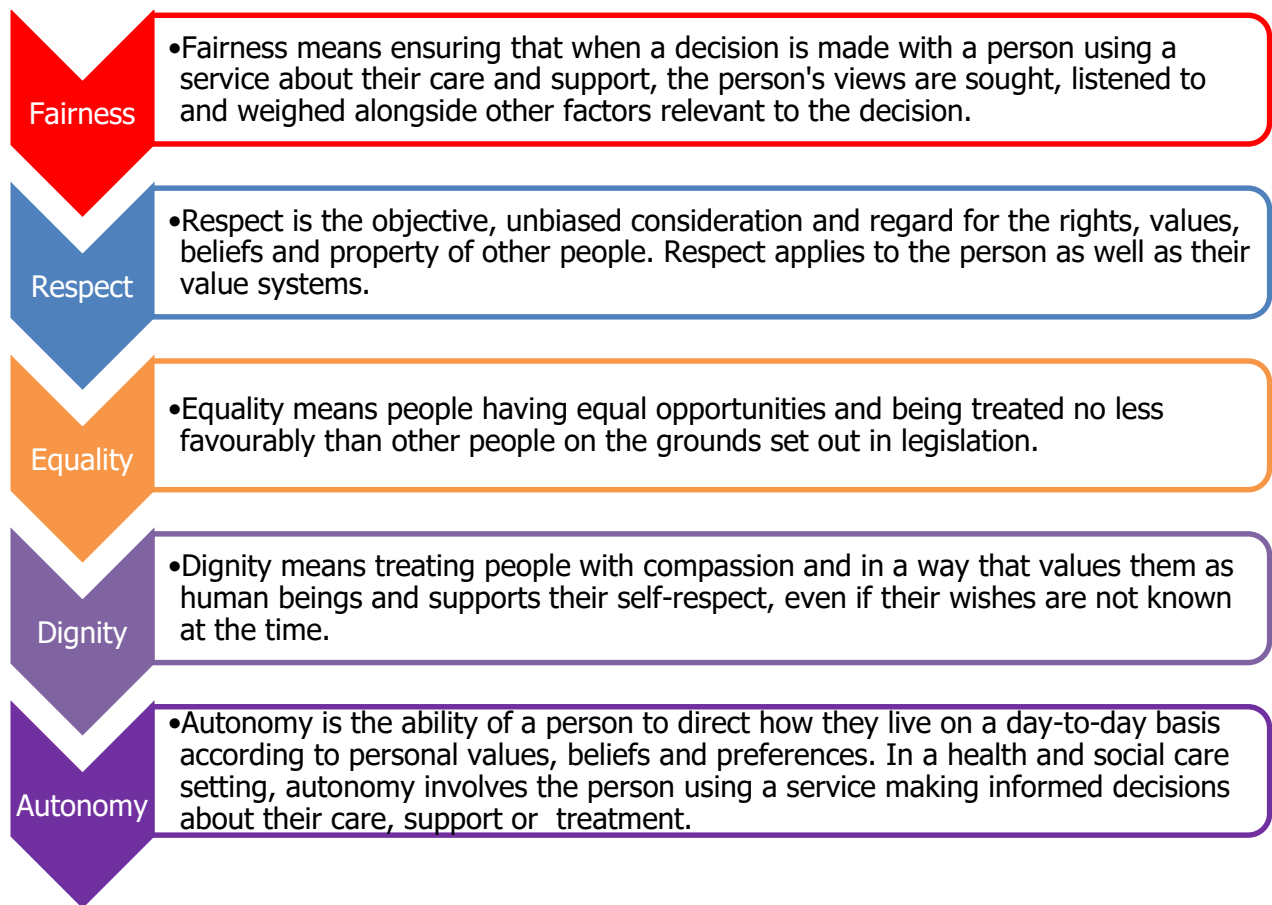 Fairness
•Fairness means ensuring that when a decision is made with a person using a
service about their care and support, the person's views are sought, listened to
and weighed alongside other factors relevant to the decision.
Respect
•Respect is the objective, unbiased consideration and regard for the rights, values,
beliefs and property of other people. Respect applies to the person as well as their
value systems.
Equality
•Equality means people having equal opportunities and being treated no less
favourably than other people on the grounds set out in legislation.
Dignity
•Dignity means treating people with compassion and in a way that values them as
human beings and supports their self-respect, even if their wishes are not known
at the time.
Autonomy
•Autonomy is the ability of a person to direct how they live on a day-to-day basis
according to personal values, beliefs and preferences. In a health and social care
setting, autonomy involves the person using a service making informed decisions
about their care, support or  treatment.